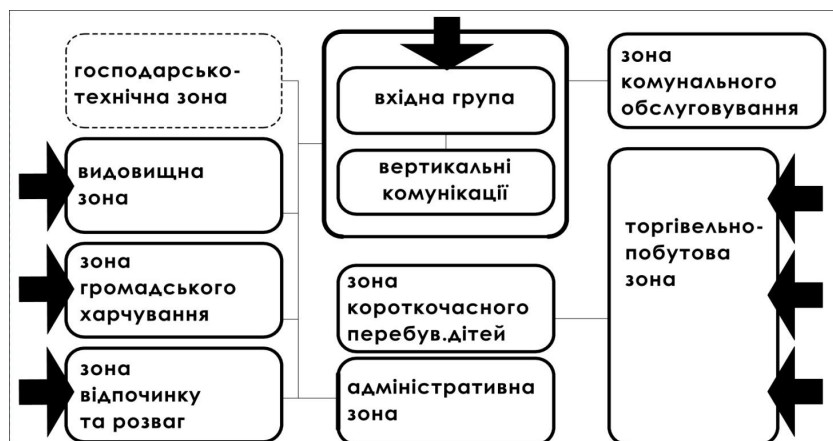 господарсько-
технічна зона
видовищна
зона
зона
громадського
харчування
зона
відпочинку
та розваг
вхідна група
вертикальні
комунікації
зона
короткочасного
перебув.дітей
адміністративна
зона
зона
комунального
обслуговування
торгівельно-
побутова
зона